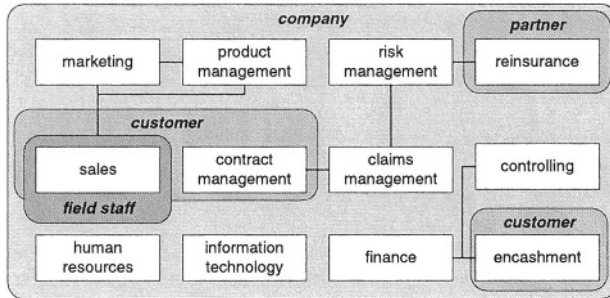 company
partner
marketing
product
management
risk
management
reinsurance
customer
sales
contract
management
claims
management
controlling
field staff
customer
human
resources
information
technology
finance
encashment